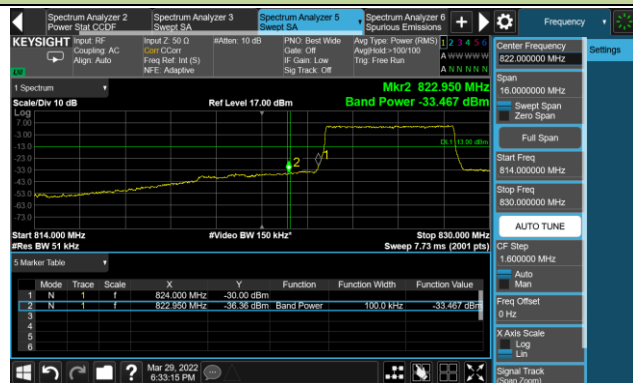 Spectrum Analyzer 2
Power Stat CCDF
Spectrum Analyzer 3
Swept SA
Spectrum Analyzer 5
Swept SA
Spectrum Analyzer 6
Spurious Emissions
Frequency
KEYSIGHT
Input: RF
Coupling: AC
Align: Auto
Input Z: 50 Ω
Corr CCorr
Freq Ref: Int (S)
NFE: Adaptive
#Atten: 10 dB
PNO: Best Wide
Gate: Off
IF Gain: Low
Sig Track: Off
Avg Type: Power (RMS)
Avg|Hold:>100/100
Trig: Free Run
1 2 3 4 5 6
A W W W W W
A N N N N N
LVI
1 Spectrum
Scale/Div 10 dB
Ref Level 17.00 dBm
Mkr2 822.950 MHz
Band Power -33.467 dBm
Log
7.00
-3.00
-13.0
-23.0
-33.0
-43.0
-53.0
-63.0
-73.0
DL1 -13.00 dBm
2
1
Start 814.000 MHz
#Res BW 51 kHz
#Video BW 150 kHz*
Stop 830.000 MHz
Sweep 7.73 ms (2001 pts)
5 Marker Table
Mode Trace Scale X Y Function Function Width Function Value
1 N 1 f 824.000 MHz -30.00 dBm
2 N 1 f 822.950 MHz -36.36 dBm Band Power 100.0 kHz -33.467 dBm
3
4
5
6
Mar 29, 2022
6:33:15 PM
Center Frequency
822.000000 MHz
Settings
Span
16.0000000 MHz
Swept Span
Zero Span
Full Span
Start Freq
814.000000 MHz
Stop Freq
830.000000 MHz
AUTO TUNE
CF Step
1.600000 MHz
Auto
Man
Freq Offset
0 Hz
X Axis Scale
Log
Lin
Signal Track
(Span Zoom)